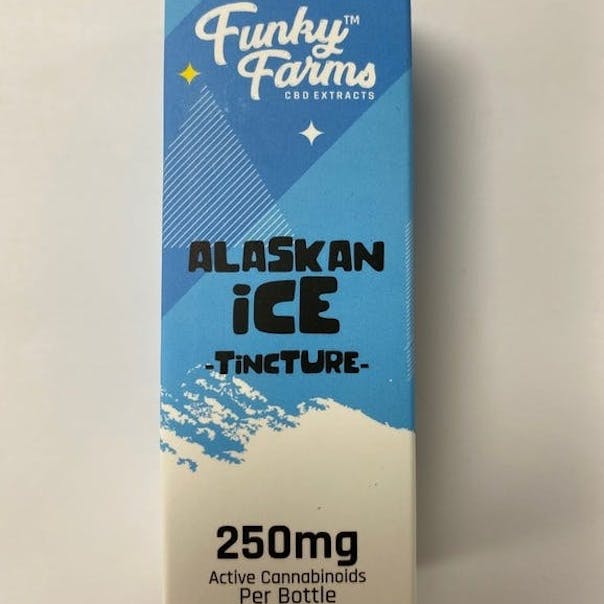 Funky™
Farms
CBD EXTRACTS
ALASKAN
iCE
-TiNCTURE-
250mg
Active Cannabinoids
Per Bottle